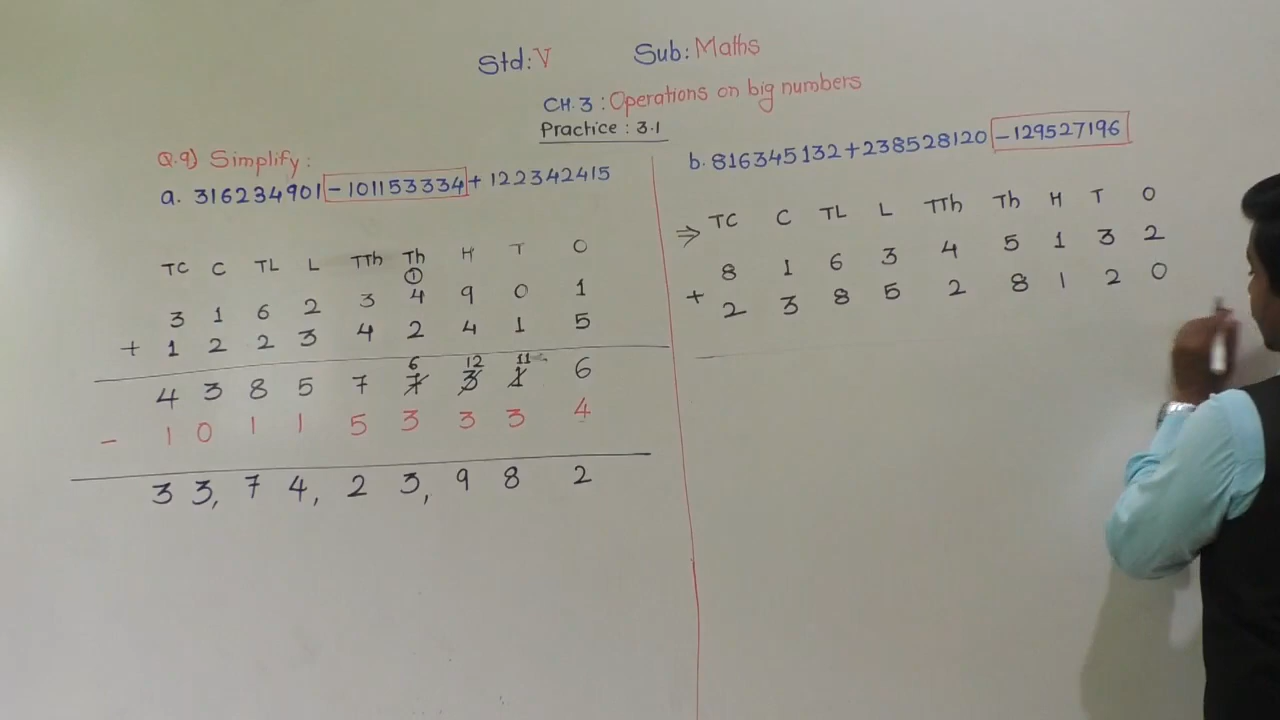 Std: V Sub: Maths
CH. 3 : Operations on big numbers
Practice : 3.1
Q.9) Simplify :
a. 316234901 - 101153334 + 122342415
TC C TL L TTh Th H T O
1
3 1 6 2 3 4 9 0 1
+ 1 2 2 3 4 2 4 1 5
6 12 11
4 3 8 5 7 7 3 1 6
- 1 0 1 1 5 3 3 3 4
3 3, 7 4, 2 3, 9 8 2
b. 816345132 + 238528120 - 129527196
⇒ TC C TL L TTh Th H T O
8 1 6 3 4 5 1 3 2
+ 2 3 8 5 2 8 1 2 0